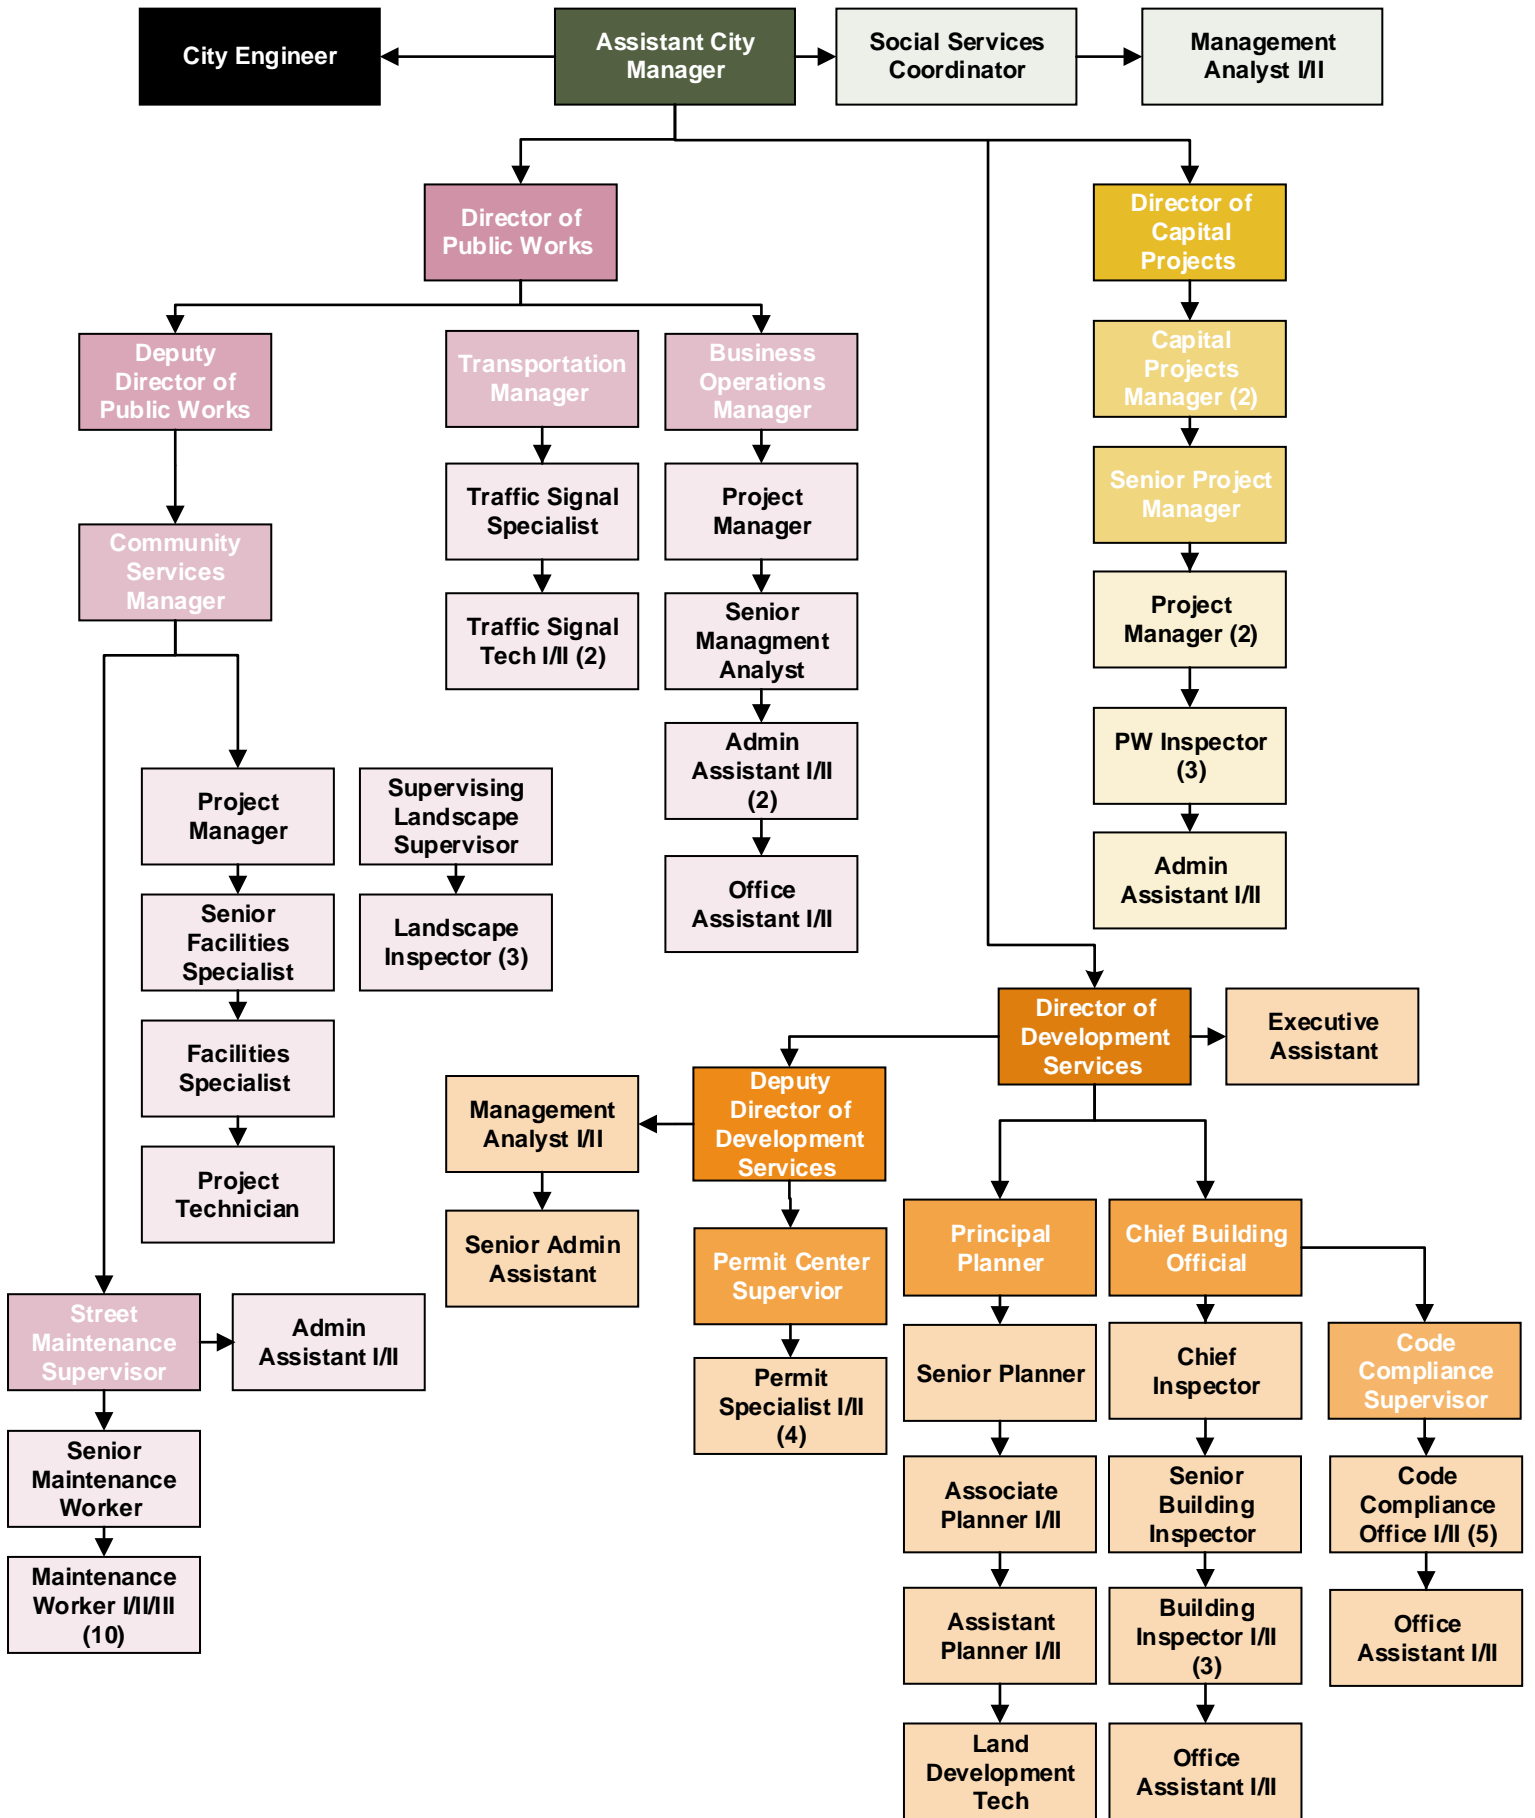 City Engineer
Assistant City
Manager
Social Services
Coordinator
Management
Analyst I/II
Director of
Public Works
Director of
Capital
Projects
Deputy
Director of
Public Works
Transportation
Manager
Business
Operations
Manager
Capital
Projects
Manager (2)
Traffic Signal
Specialist
Project
Manager
Senior Project
Manager
Community
Services
Manager
Traffic Signal
Tech I/II (2)
Senior
Managment
Analyst
Project
Manager (2)
Admin
Assistant I/II
(2)
PW Inspector
(3)
Project
Manager
Supervising
Landscape
Supervisor
Office
Assistant I/II
Admin
Assistant I/II
Senior
Facilities
Specialist
Landscape
Inspector (3)
Facilities
Specialist
Project
Technician
Director of
Development
Services
Executive
Assistant
Management
Analyst I/II
Deputy
Director of
Development
Services
Senior Admin
Assistant
Permit Center
Supervior
Principal
Planner
Chief Building
Official
Street
Maintenance
Supervisor
Admin
Assistant I/II
Permit
Specialist I/II
(4)
Senior Planner
Chief
Inspector
Code
Compliance
Supervisor
Senior
Maintenance
Worker
Associate
Planner I/II
Senior
Building
Inspector
Code
Compliance
Office I/II (5)
Maintenance
Worker I/II/III
(10)
Assistant
Planner I/II
Building
Inspector I/II
(3)
Office
Assistant I/II
Land
Development
Tech
Office
Assistant I/II